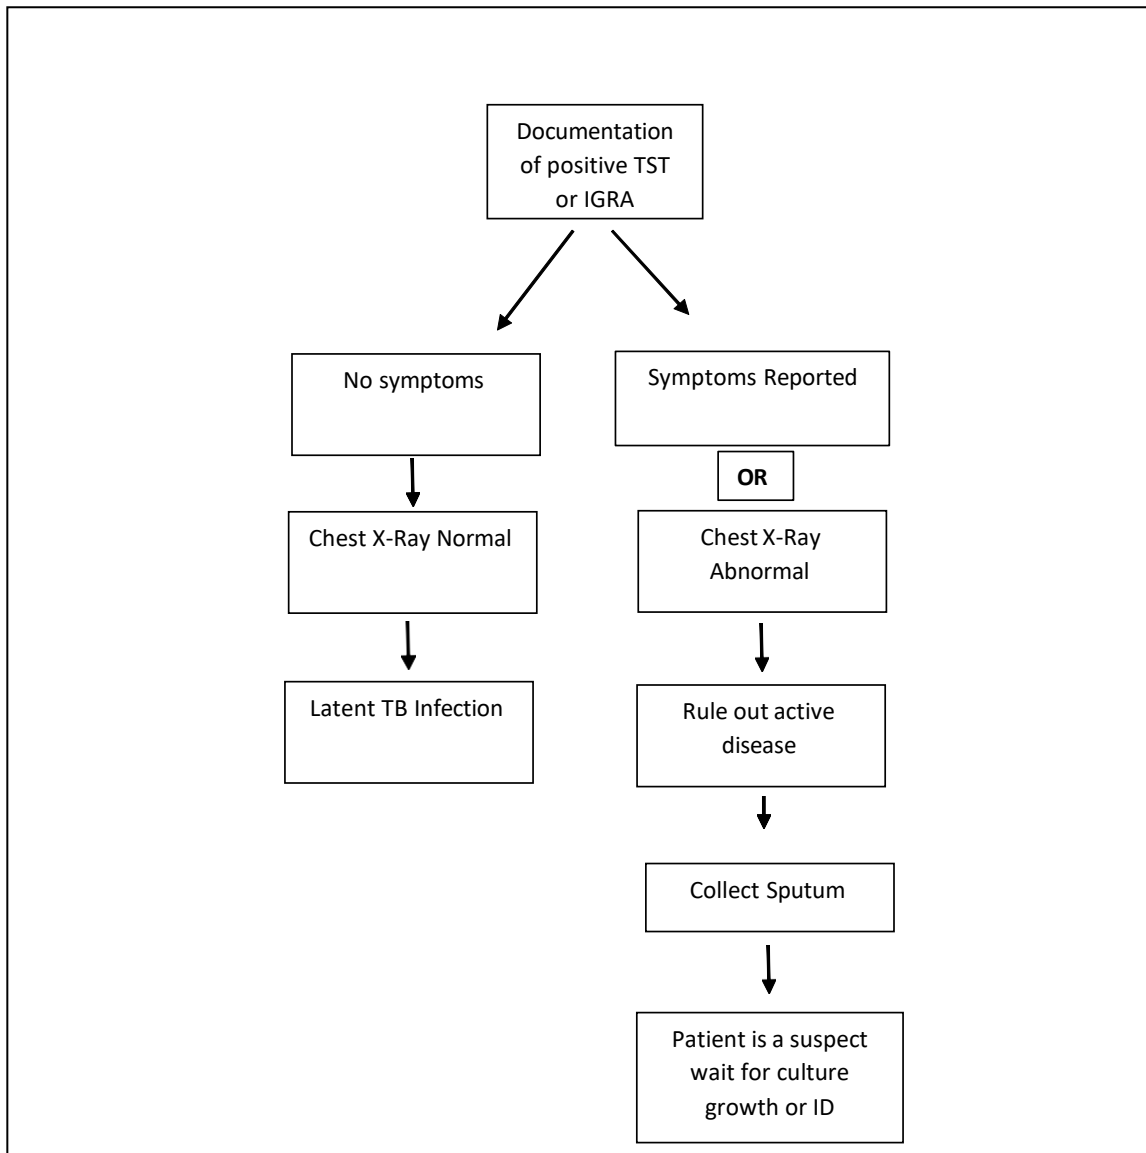 Documentation
of positive TST
or IGRA
No symptoms
Symptoms Reported
OR
Chest X-Ray Normal
Chest X-Ray
Abnormal
Latent TB Infection
Rule out active
disease
Collect Sputum
Patient is a suspect
wait for culture
growth or ID